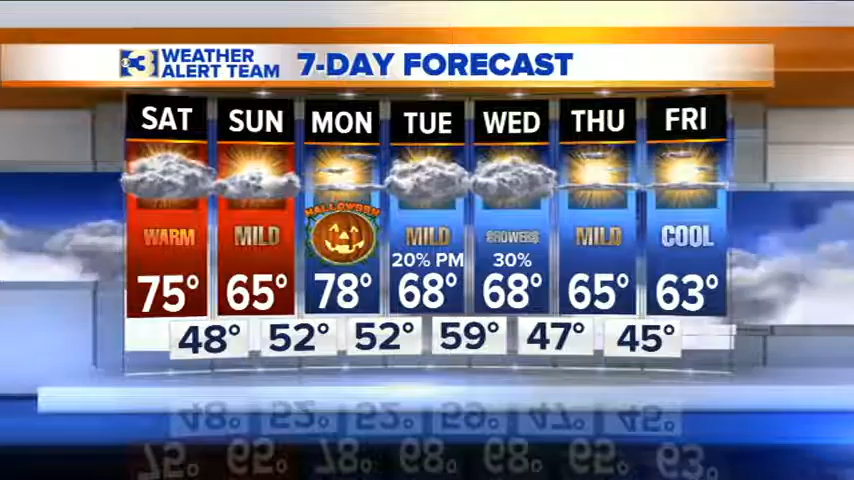 3 WEATHER
ALERT TEAM
7-DAY FORECAST
SAT SUN MON TUE WED THU FRI
HALLOWEEN
WARM MILD MILD SHOWERS MILD COOL
20% PM 30%
75° 65° 78° 68° 68° 65° 63°
48° 52° 52° 59° 47° 45°